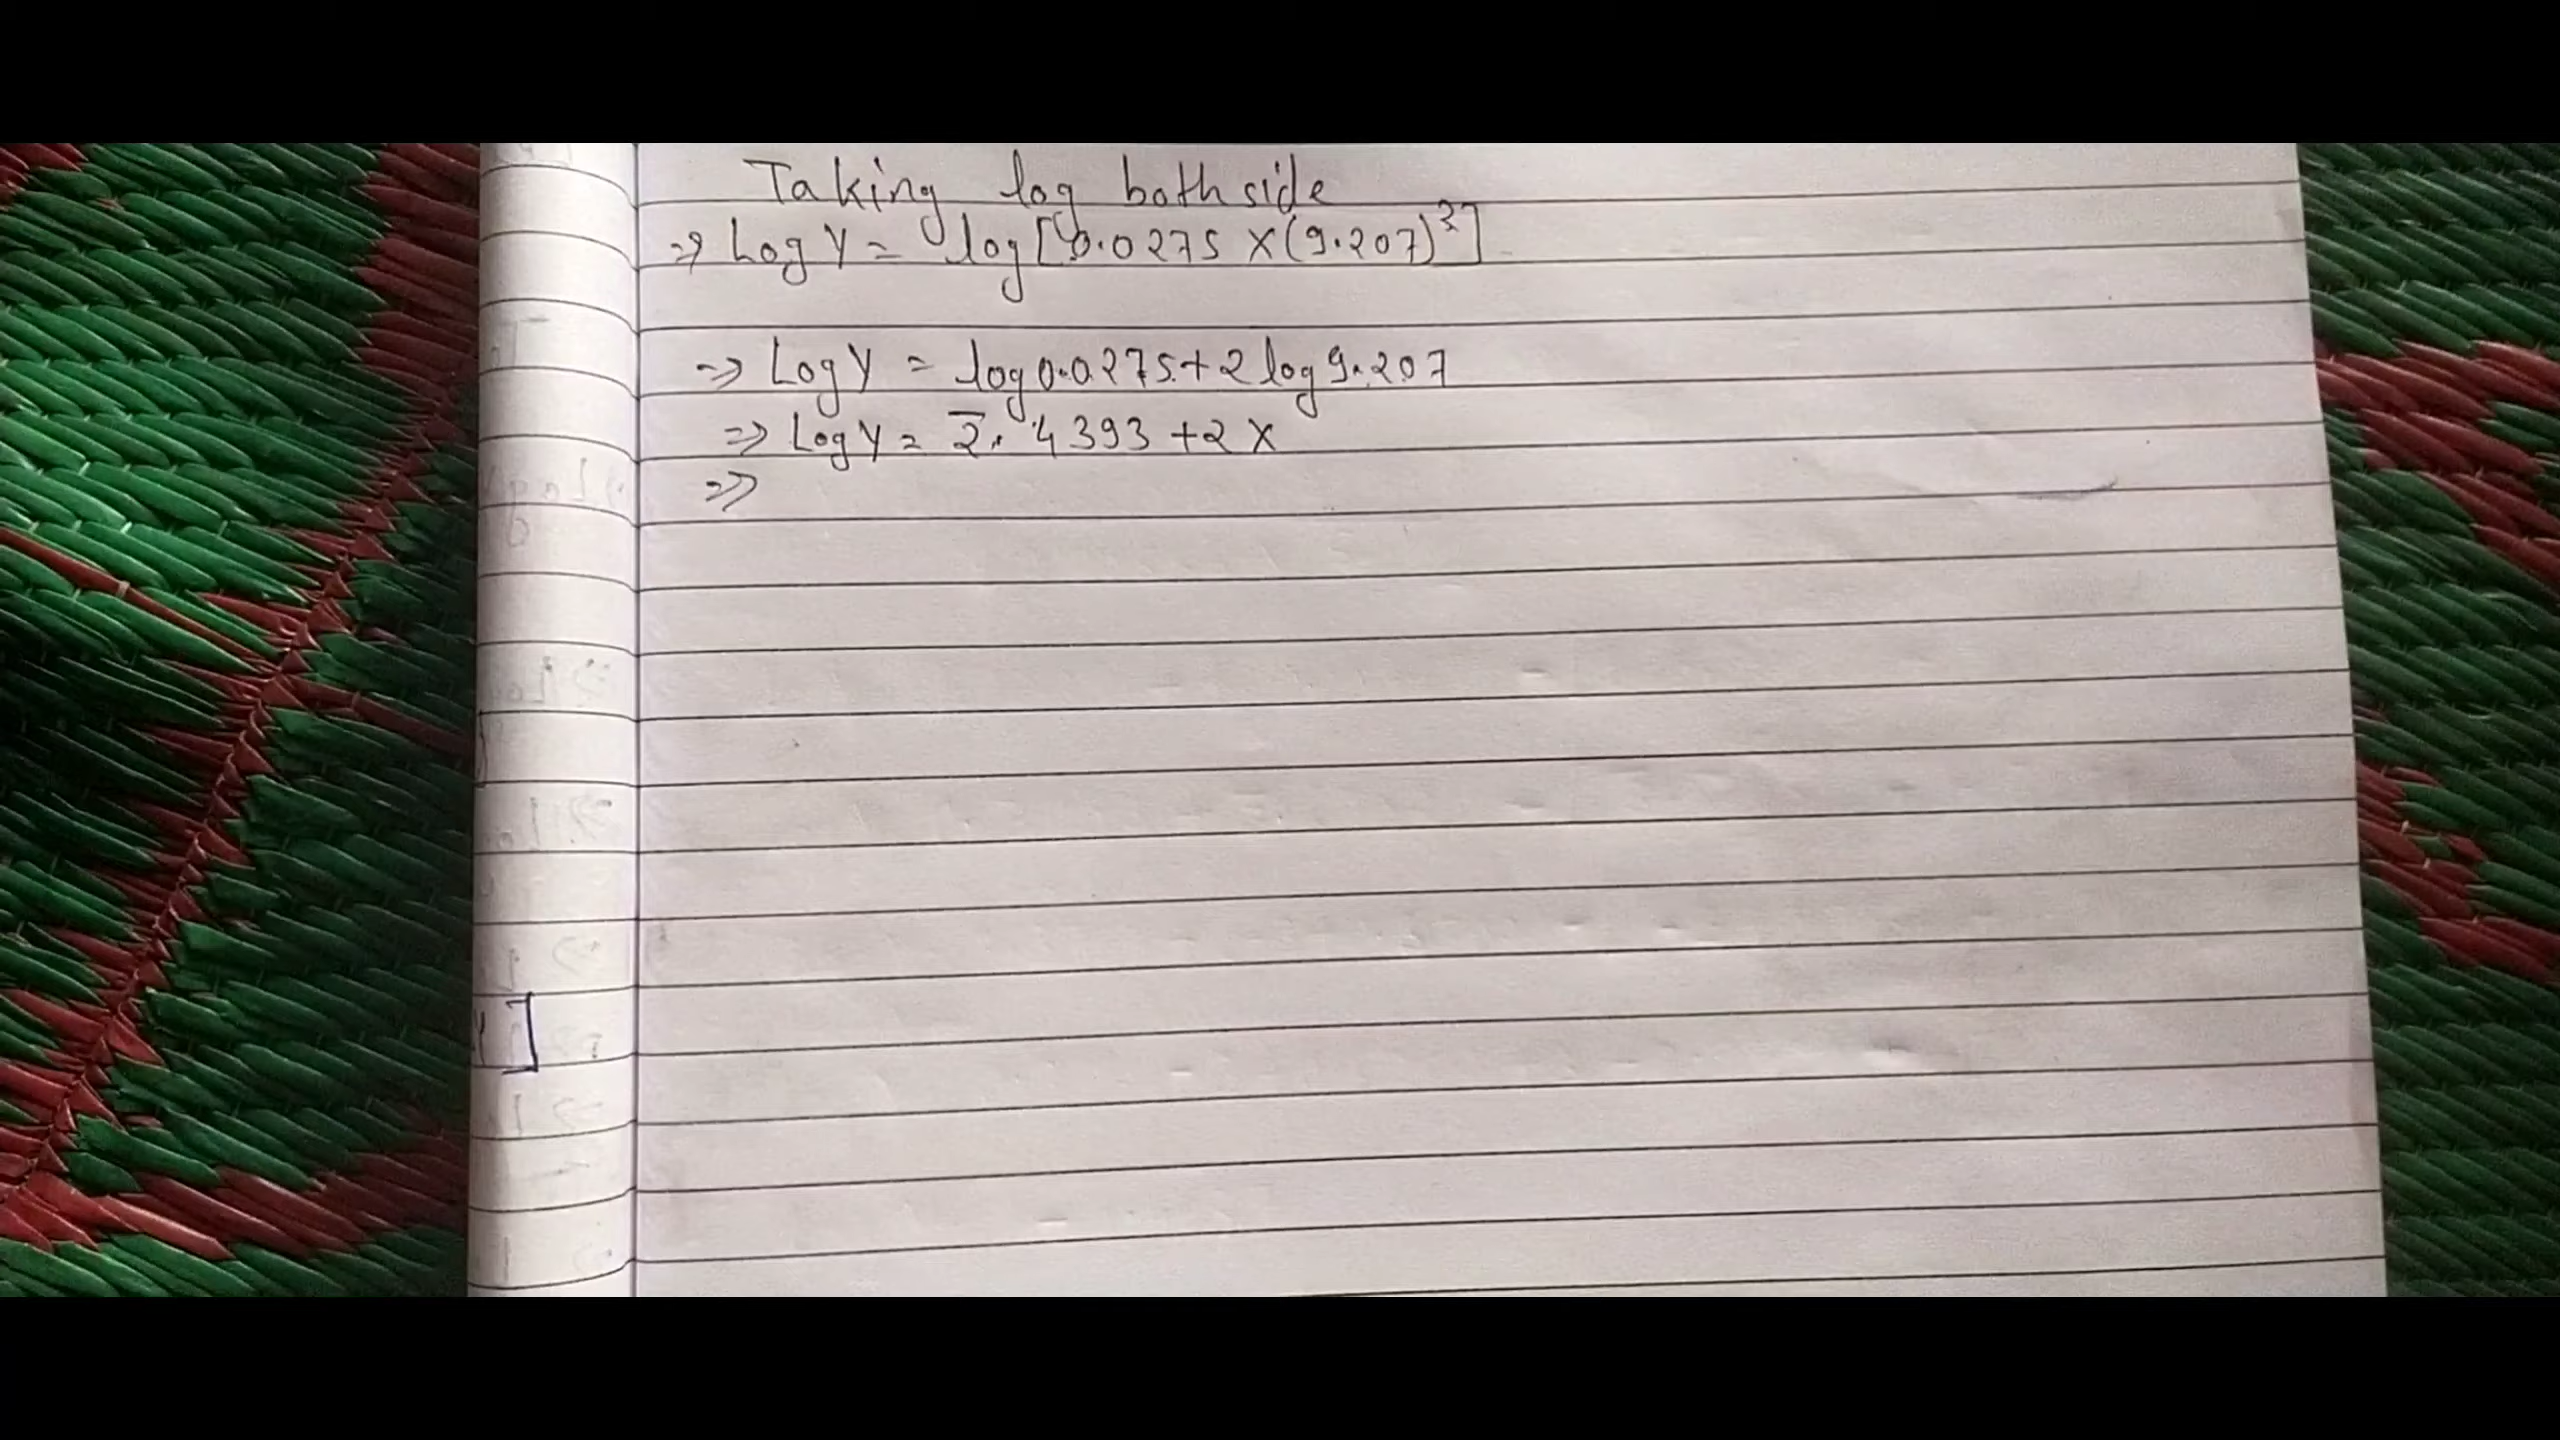 Taking log both side
⇒ Log Y = log[0.0275 × (9.207)²]
⇒ Log Y = log 0.0275 + 2 log 9.207
⇒ Log Y = 2̅. 4393 + 2 ×
⇒